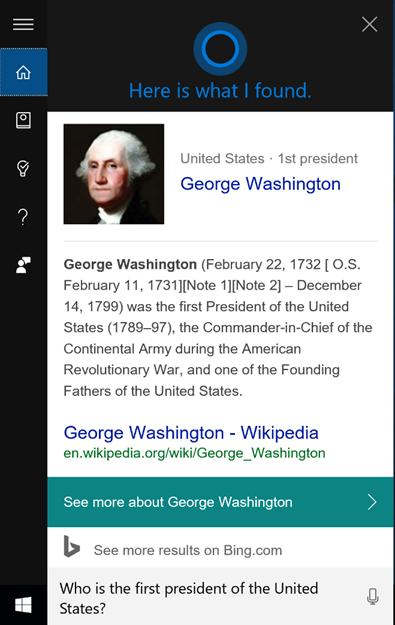 Here is what I found.
United States · 1st president
George Washington
George Washington (February 22, 1732 [ O.S.
February 11, 1731][Note 1][Note 2] – December
14, 1799) was the first President of the United
States (1789–97), the Commander-in-Chief of the
Continental Army during the American
Revolutionary War, and one of the Founding
Fathers of the United States.
George Washington - Wikipedia
en.wikipedia.org/wiki/George_Washington
See more about George Washington
See more results on Bing.com
Who is the first president of the United
States?